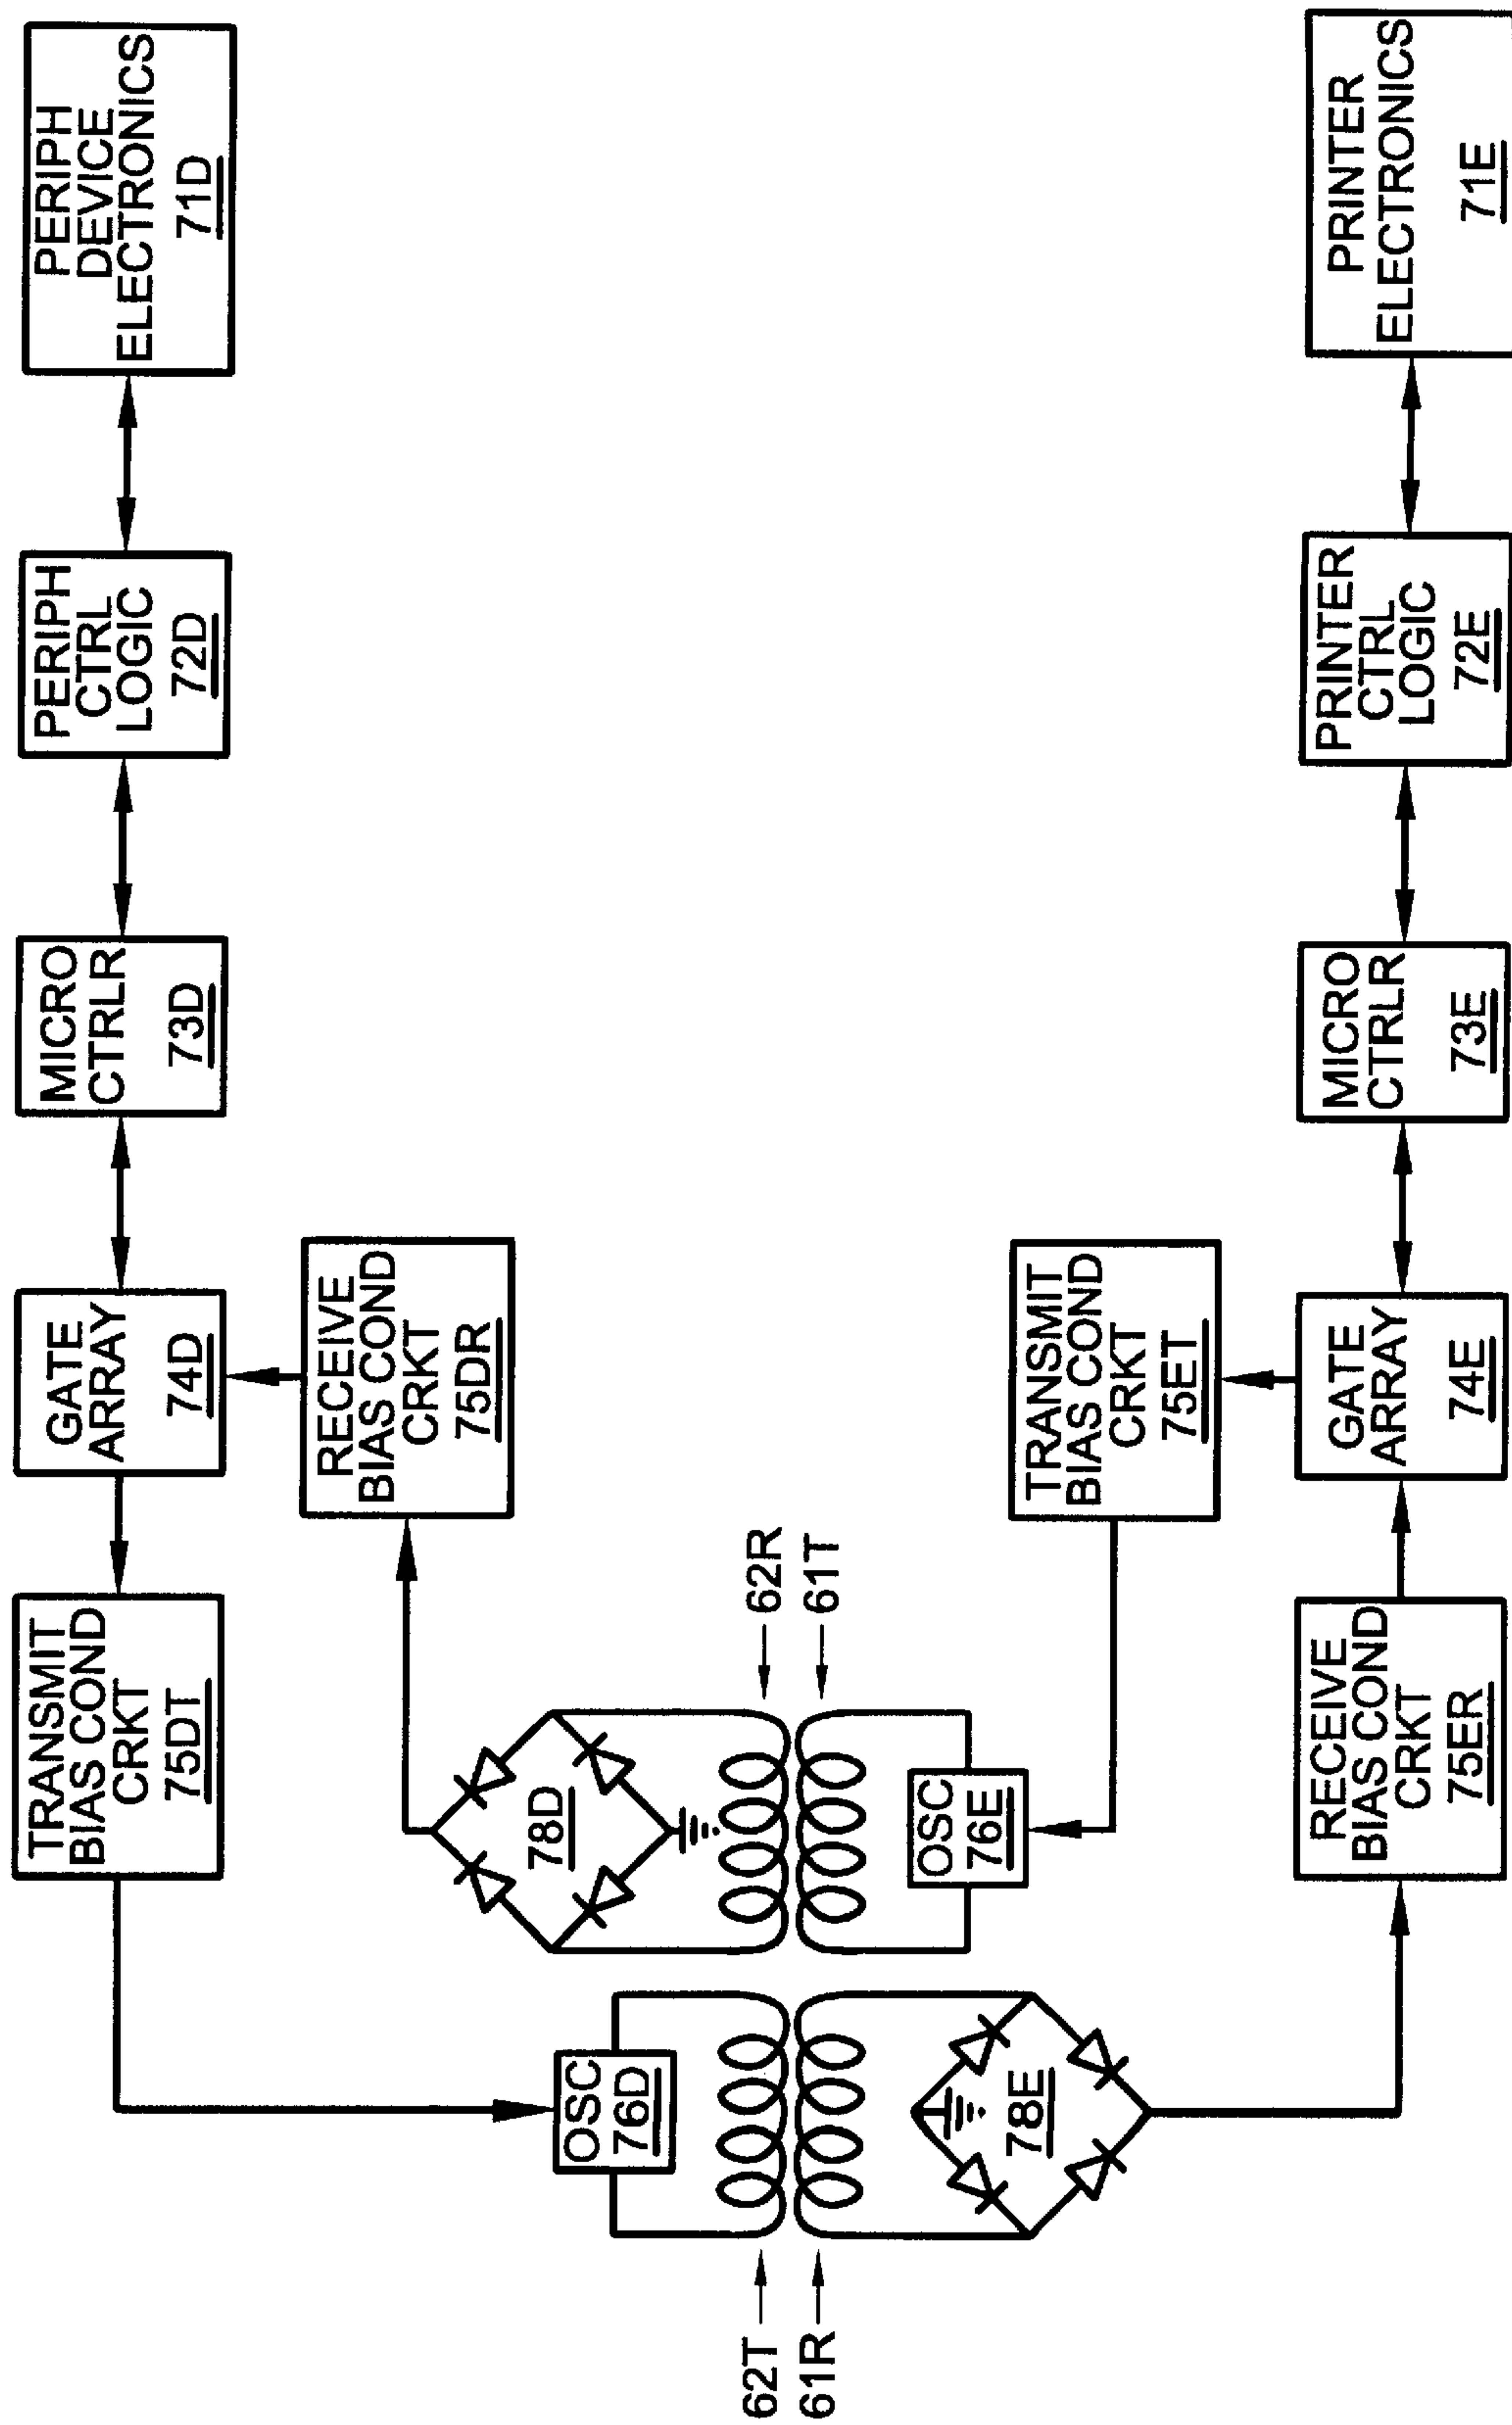 PERIPH
DEVICE
ELECTRONICS
71D
PERIPH
CTRL
LOGIC
72D
MICRO
CTRLR
73D
GATE
ARRAY
74D
TRANSMIT
BIAS COND
CRKT
75DT
RECEIVE
BIAS COND
CRKT
75DR
78D
OSC
76D
62R
61T
62T
61R
OSC
76E
78E
TRANSMIT
BIAS COND
CRKT
75ET
RECEIVE
BIAS COND
CRKT
75ER
GATE
ARRAY
74E
MICRO
CTRLR
73E
PRINTER
CTRL
LOGIC
72E
PRINTER
ELECTRONICS
71E